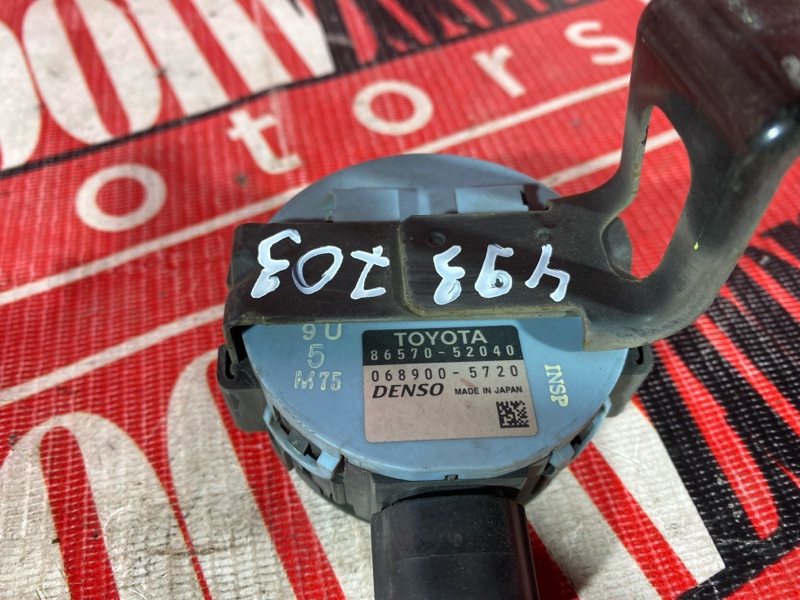 otors
493 703
9U
5
M75
TOYOTA
86570-52040
068900-5720
DENSO MADE IN JAPAN
INSP